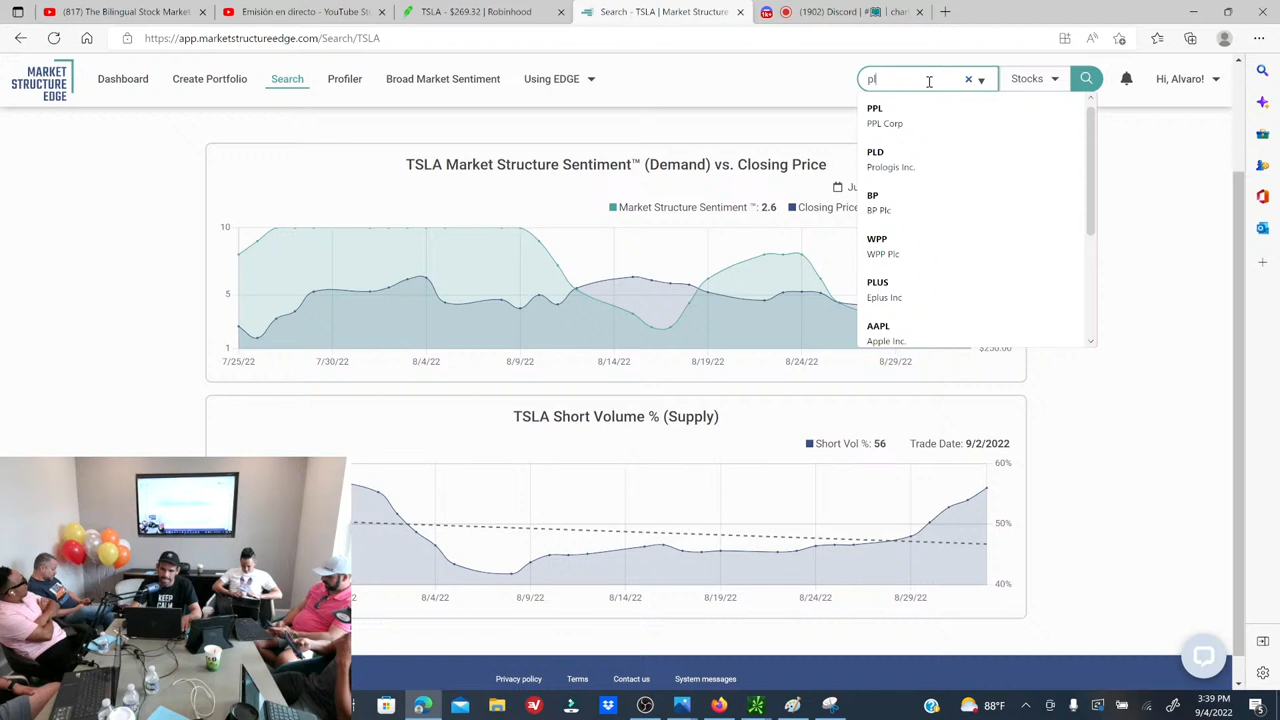 (817) The Bilingual Stock Market
Emisión en directo - YouTube St
TSLA - $269.32 | Robinhood
Search - Market Structure Edge
(1902) Discord |
https://app.marketstructureedge.com/Search/TSLA
MARKET
STRUCTURE
EDGE
Dashboard
Create Portfolio
Search
Profiler
Broad Market Sentiment
Using EDGE
pl
Stocks
Hi, Alvaro!
PPL
PPL Corp
PLD
Prologis Inc.
BP
BP Plc
WPP
WPP Plc
PLUS
Eplus Inc
AAPL
Apple Inc.
TSLA Market Structure Sentiment™ (Demand) vs. Closing Price
Market Structure Sentiment ™: 2.6
Closing Price
10
5
1
$250.00
7/25/22
7/30/22
8/4/22
8/9/22
8/14/22
8/19/22
8/24/22
8/29/22
TSLA Short Volume % (Supply)
Short Vol %: 56
Trade Date: 9/2/2022
60%
50%
40%
8/4/22
8/9/22
8/14/22
8/19/22
8/24/22
8/29/22
KEEP
CALM
Privacy policy
Terms
Contact us
System messages
88°F
3:39 PM
9/4/2022